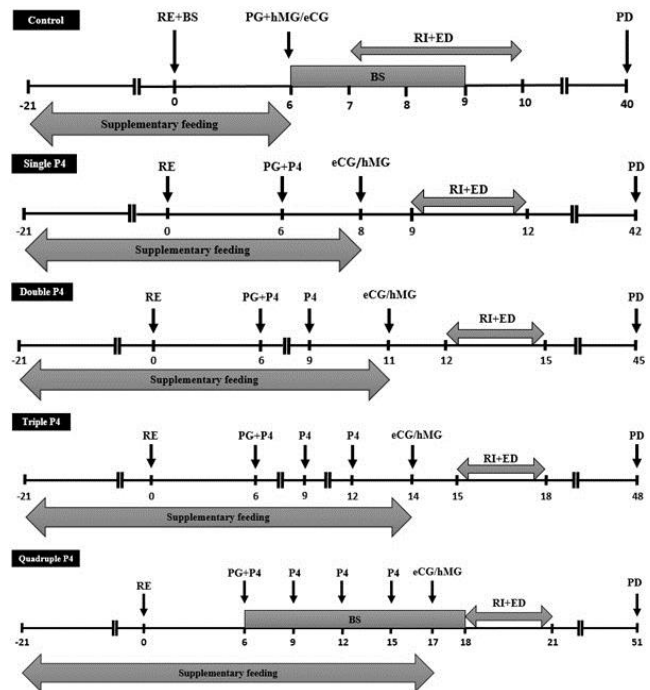 Control
RE+BS PG+hMG/eCG RI+ED PD
BS
-21 0 6 7 8 9 10 40
Supplementary feeding
Single P4
RE PG+P4 eCG/hMG RI+ED PD
-21 0 6 8 9 12 42
Supplementary feeding
Double P4
RE PG+P4 P4 eCG/hMG RI+ED PD
-21 0 6 9 11 12 15 45
Supplementary feeding
Triple P4
RE PG+P4 P4 P4 eCG/hMG RI+ED PD
-21 0 6 9 12 14 15 18 48
Supplementary feeding
Quadruple P4
RE PG+P4 P4 P4 P4 eCG/hMG RI+ED PD
BS
-21 0 6 9 12 15 17 18 21 51
Supplementary feeding